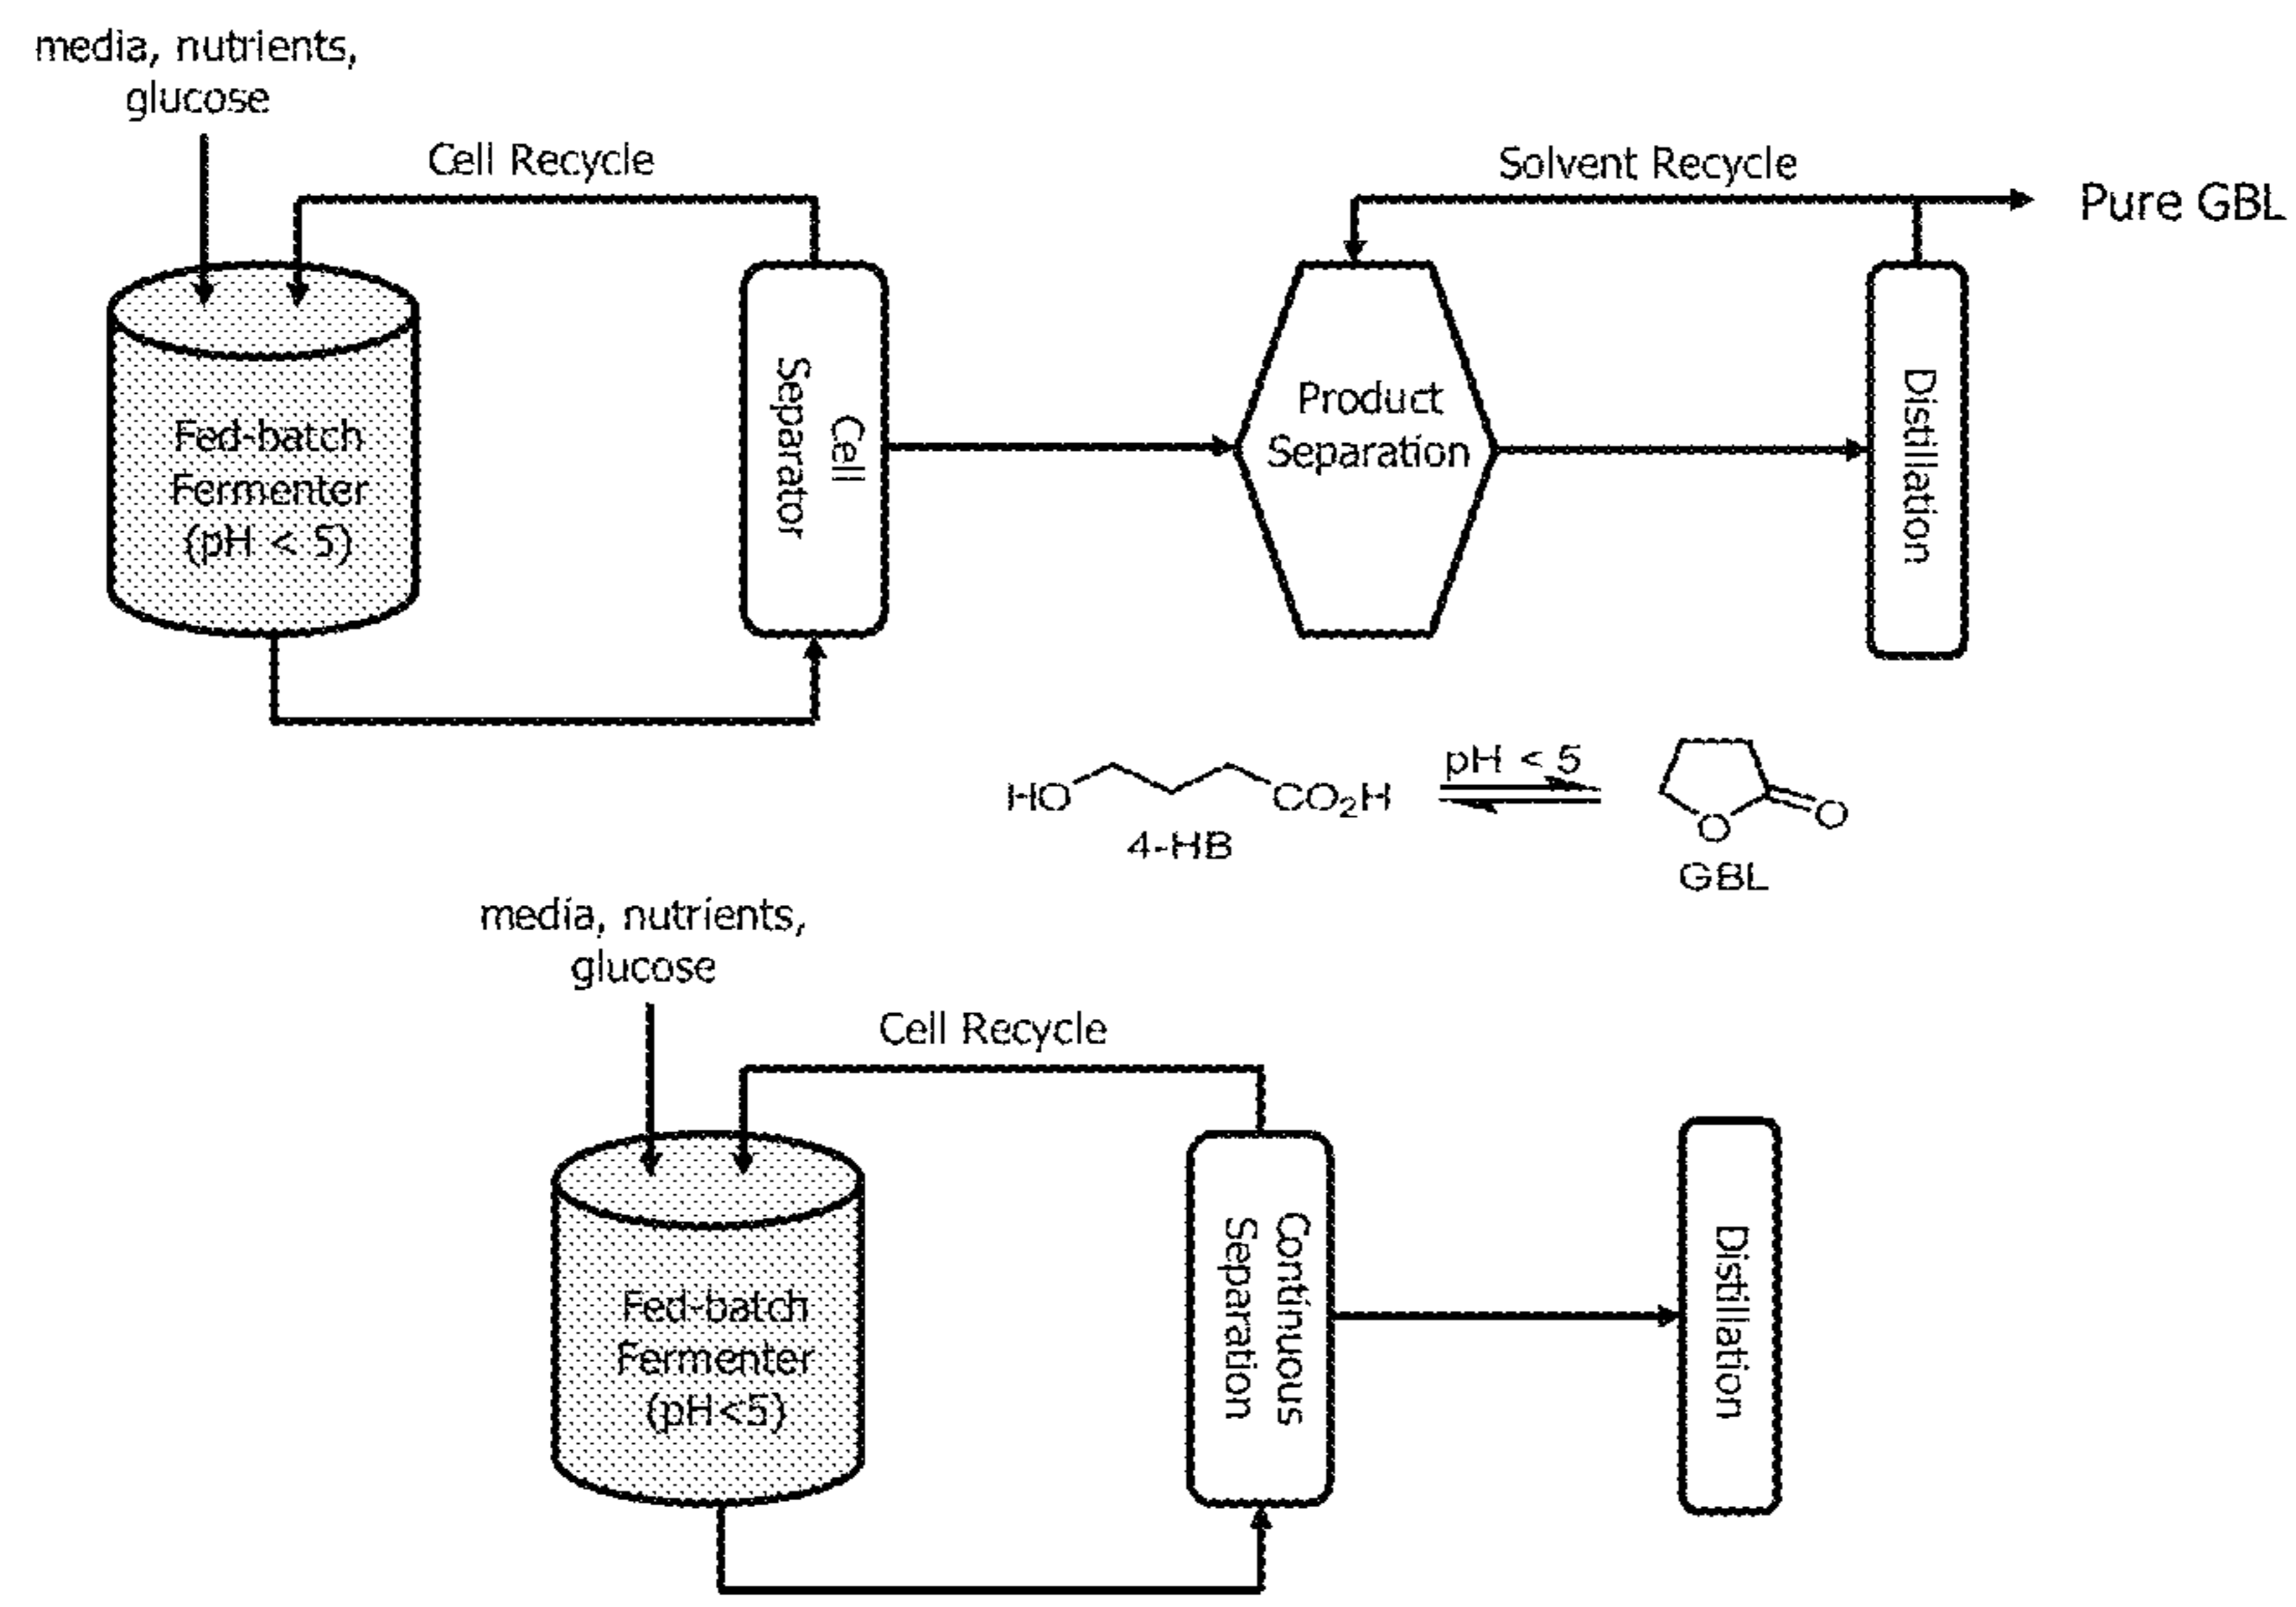 media, nutrients,
glucose
Cell Recycle
Solvent Recycle
Pure GBL
Fed-batch
Fermenter
(pH < 5)
Cell
Separator
Product
Separation
Distillation
HO
CO₂H
4-HB
pH < 5
O
O
GBL
media, nutrients,
glucose
Cell Recycle
Fed-batch
Fermenter
(pH<5)
Continuous
Separation
Distillation